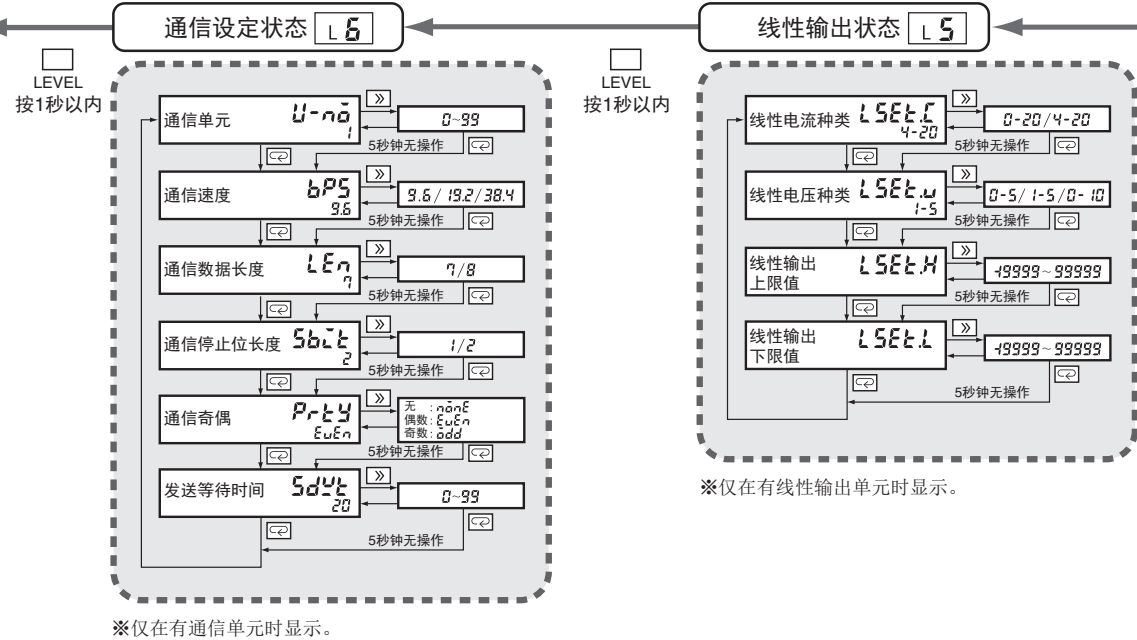 通信设定状态 L 6
LEVEL
按1秒以内
通信单元 U-no
1
0~99
5秒钟无操作
通信速度 bPS
9.6
9.6/19.2/38.4
5秒钟无操作
通信数据长度 LEn
7
7/8
5秒钟无操作
通信停止位长度 Sbit
2
1/2
5秒钟无操作
通信奇偶 PrtY
EvEn
无 : nonE
偶数: EvEn
奇数: odd
5秒钟无操作
发送等待时间 SdYt
20
0~99
5秒钟无操作
※仅在有通信单元时显示。
线性输出状态 L 5
LEVEL
按1秒以内
线性电流种类 LSEt.C
4-20
0-20/4-20
5秒钟无操作
线性电压种类 LSEt.v
1-5
0-5/1-5/0-10
5秒钟无操作
线性输出
上限值
LSEt.H
-19999~99999
5秒钟无操作
线性输出
下限值
LSEt.L
-19999~99999
5秒钟无操作
※仅在有线性输出单元时显示。